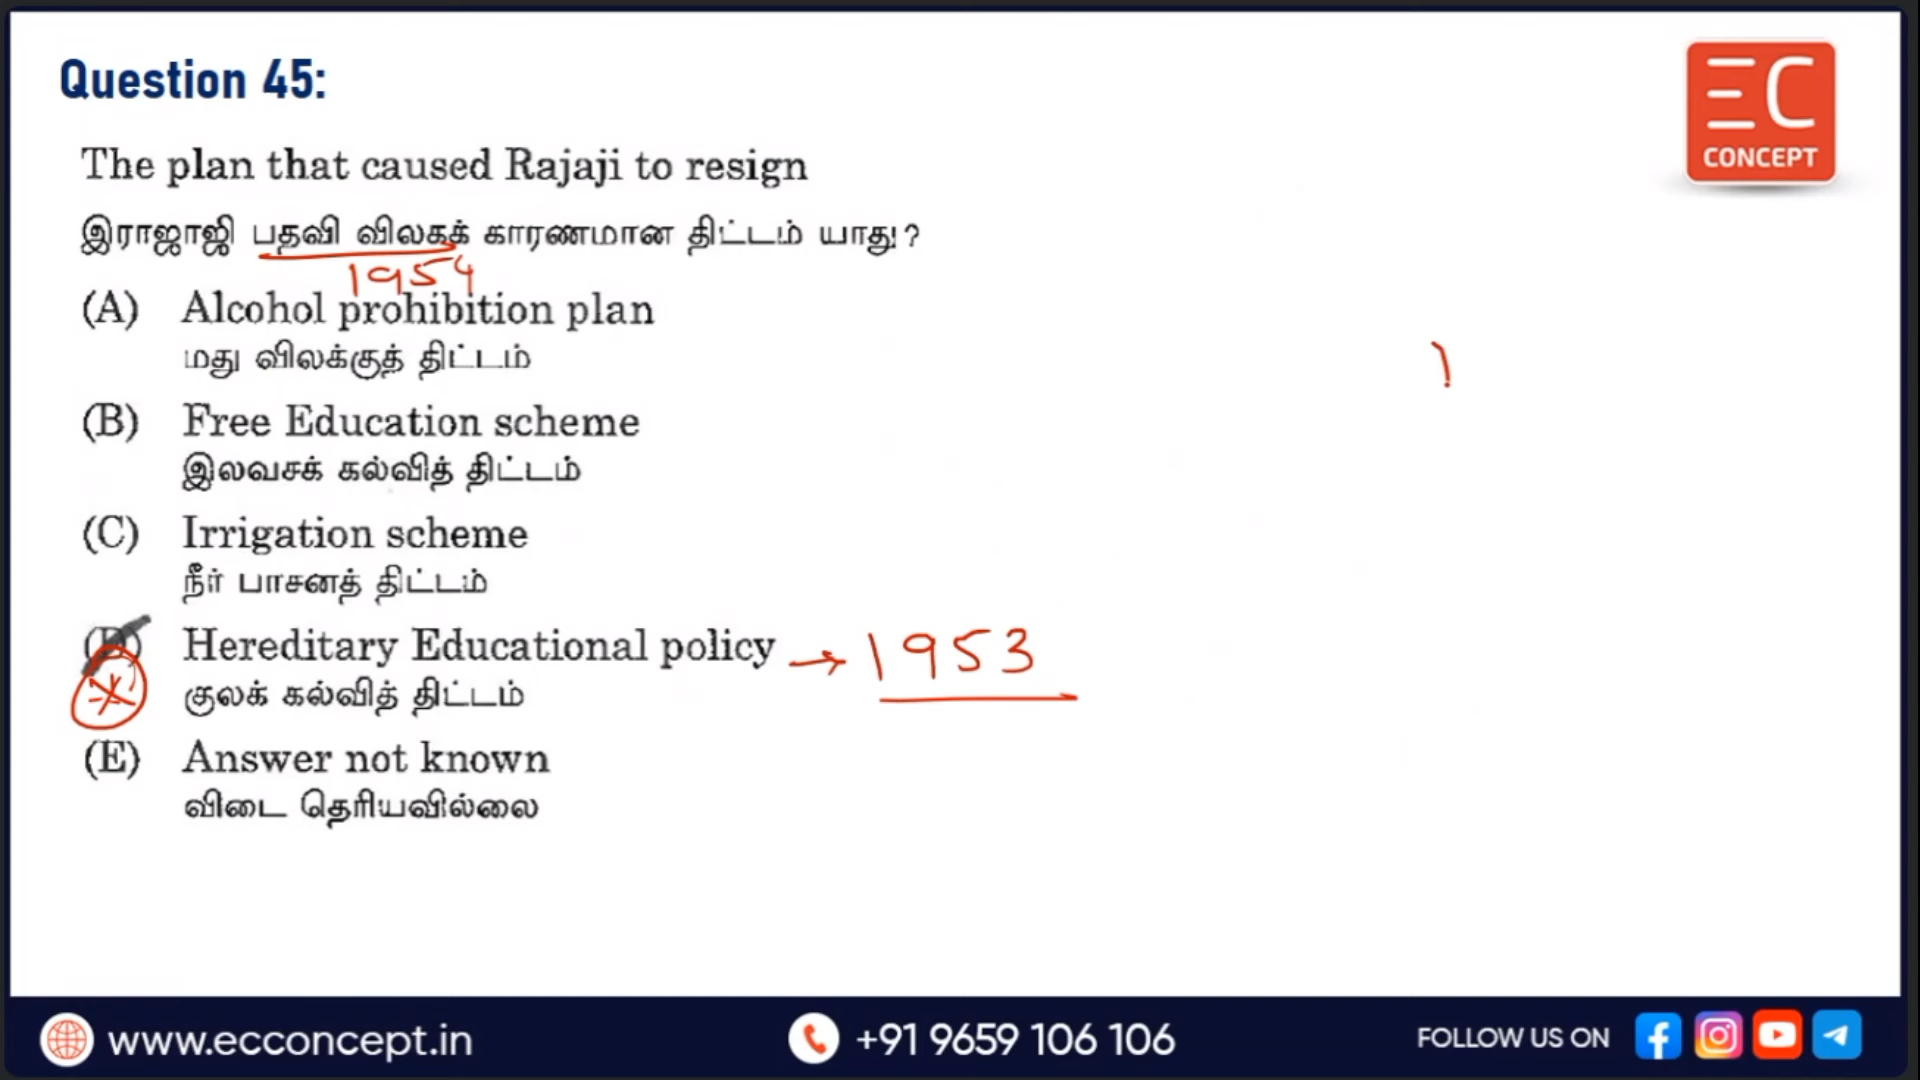 Question 45:
EC
CONCEPT
The plan that caused Rajaji to resign
இராஜாஜி பதவி விலகக் காரணமான திட்டம் யாது?
1954
(A) Alcohol prohibition plan
மது விலக்குத் திட்டம்
(B) Free Education scheme
இலவசக் கல்வித் திட்டம்
(C) Irrigation scheme
நீர் பாசனத் திட்டம்
(D) Hereditary Educational policy → 1953
குலக் கல்வித் திட்டம்
(E) Answer not known
விடை தெரியவில்லை
www.ecconcept.in
+91 9659 106 106
FOLLOW US ON